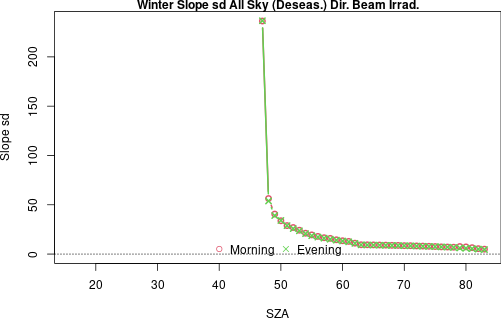 Winter Slope sd All Sky (Deseas.) Dir. Beam Irrad.
Slope sd
200
150
100
50
0
Morning Evening
20 30 40 50 60 70 80
SZA